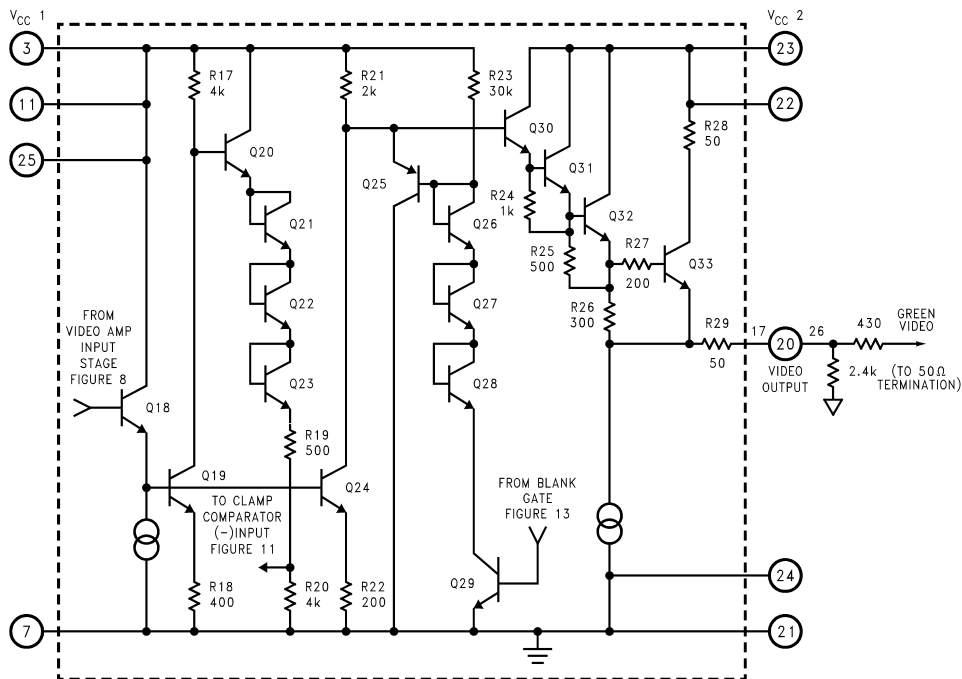 VCC 1
VCC 2
3
23
R17
4k
R21
2k
R23
30k
11
22
Q30
R28
50
25
Q20
Q31
Q25
R24
1k
Q32
Q21
Q26
R25
500
R27
200
Q33
Q22
Q27
R26
300
FROM
VIDEO AMP
INPUT
STAGE
FIGURE 8
R29
50
17
20
26
VIDEO
OUTPUT
430
GREEN
VIDEO
2.4k (TO 50Ω
TERMINATION)
Q23
Q28
Q18
R19
500
Q19
Q24
TO CLAMP
COMPARATOR
(-)INPUT
FIGURE 11
FROM BLANK
GATE
FIGURE 13
R18
400
R20
4k
R22
200
Q29
24
7
21